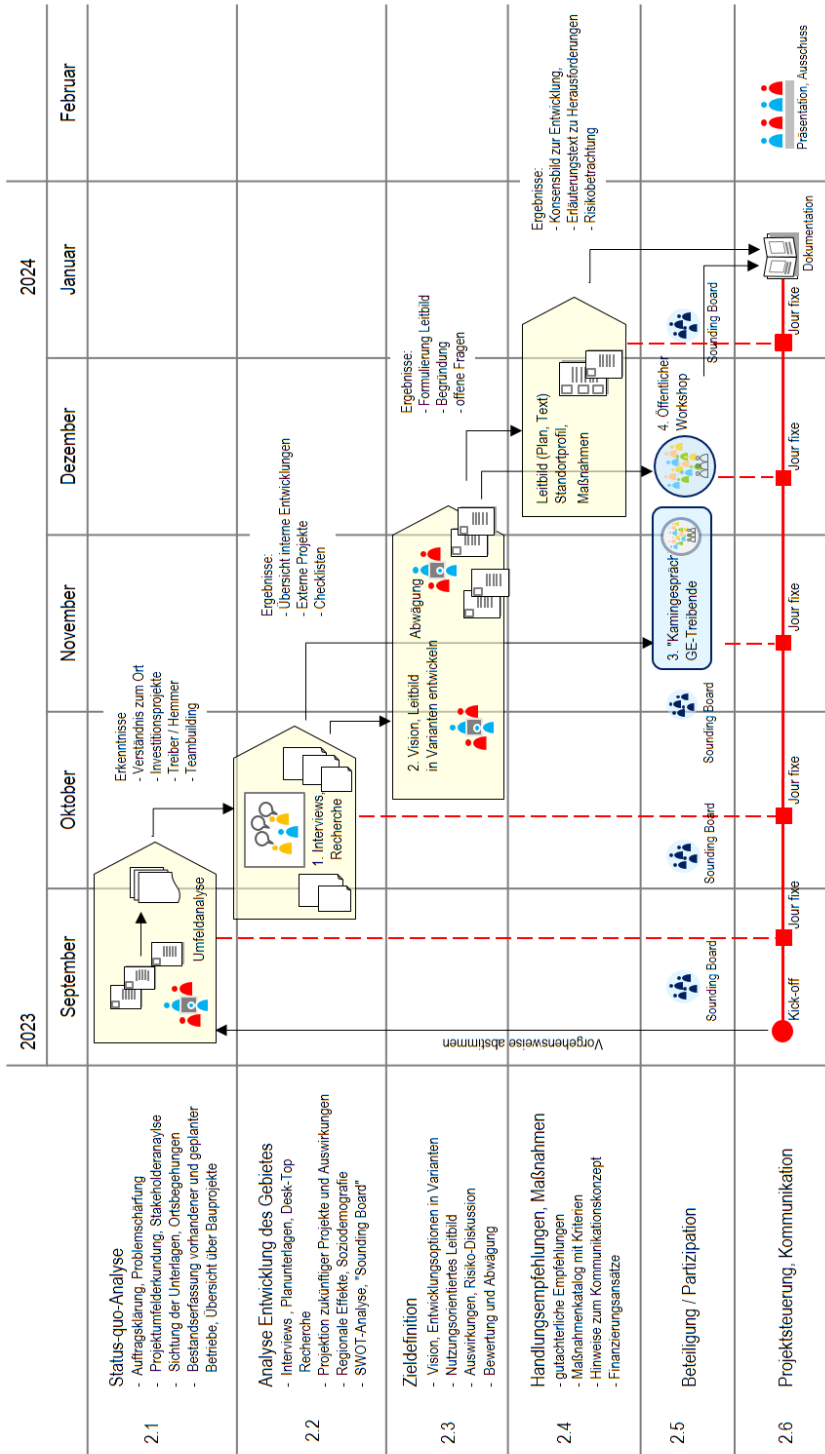 2023
2024
September
Oktober
November
Dezember
Januar
Februar
2.1
Status-quo-Analyse
- Auftragsklärung, Problemschärfung
- Projektumfelderkundung, Stakeholderanaylse
- Sichtung der Unterlagen, Ortsbegehungen
- Bestandserfassung vorhandener und geplanter
Betriebe, Übersicht über Bauprojekte
Umfeldanalyse
Erkenntnisse
- Verständnis zum Ort
- Investitionsprojekte
- Treiber / Hemmer
- Teambuilding
2.2
Analyse Entwicklung des Gebietes
- Interviews , Planunterlagen, Desk-Top
Recherche
- Projektion zukünftiger Projekte und Auswirkungen
- Regionale Effekte, Soziodemografie
- SWOT-Analyse, "Sounding Board"
1. Interviews,
Recherche
Ergebnisse:
- Übersicht interne Entwicklungen
- Externe Projekte
- Checklisten
2.3
Zieldefinition
- Vision, Entwicklungsoptionen in Varianten
- Nutzungsorientiertes Leitbild
- Auswirkungen, Risiko-Diskussion
- Bewertung und Abwägung
2. Vision, Leitbild
in Varianten entwickeln
Abwägung
Ergebnisse:
- Formulierung Leitbild
- Begründung
- offene Fragen
2.4
Handlungsempfehlungen, Maßnahmen
- gutachterliche Empfehlungen
- Maßnahmenkatalog mit Kriterien
- Hinweise zum Kommunikationskonzept
- Finanzierungsansätze
Leitbild (Plan, Text)
Standortprofil,
Maßnahmen
Ergebnisse:
- Konsensbild zur Entwicklung,
- Erläuterungstext zu Herausforderungen
- Risikobetrachtung
Vorgehensweise abstimmen
2.5
Beteiligung / Partizipation
Sounding Board
Sounding Board
Sounding Board
3. "Kamingespräch
GE-Treibende
4. Öffentlicher
Workshop
Sounding Board
2.6
Projektsteuerung, Kommunikation
Kick-off
Jour fixe
Jour fixe
Jour fixe
Jour fixe
Jour fixe
Dokumentation
Präsentation, Ausschuss